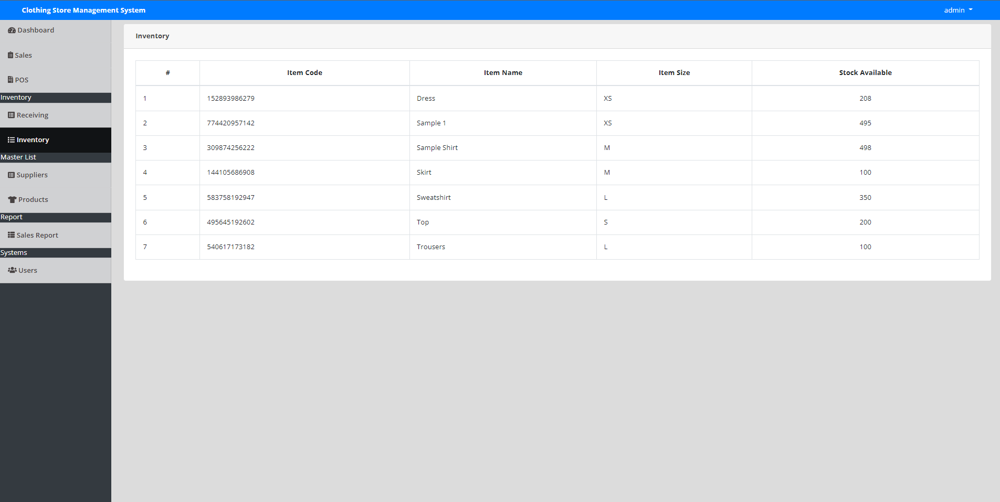 Clothing Store Management System
admin
Dashboard
Sales
POS
Inventory
Receiving
Inventory
Master List
Suppliers
Products
Report
Sales Report
Systems
Users
Inventory
# Item Code Item Name Item Size Stock Available
1 152893986279 Dress XS 208
2 774420957142 Sample 1 XS 495
3 309874256222 Sample Shirt M 498
4 144105686908 Skirt M 100
5 583758192947 Sweatshirt L 350
6 495645192602 Top S 200
7 540617173182 Trousers L 100